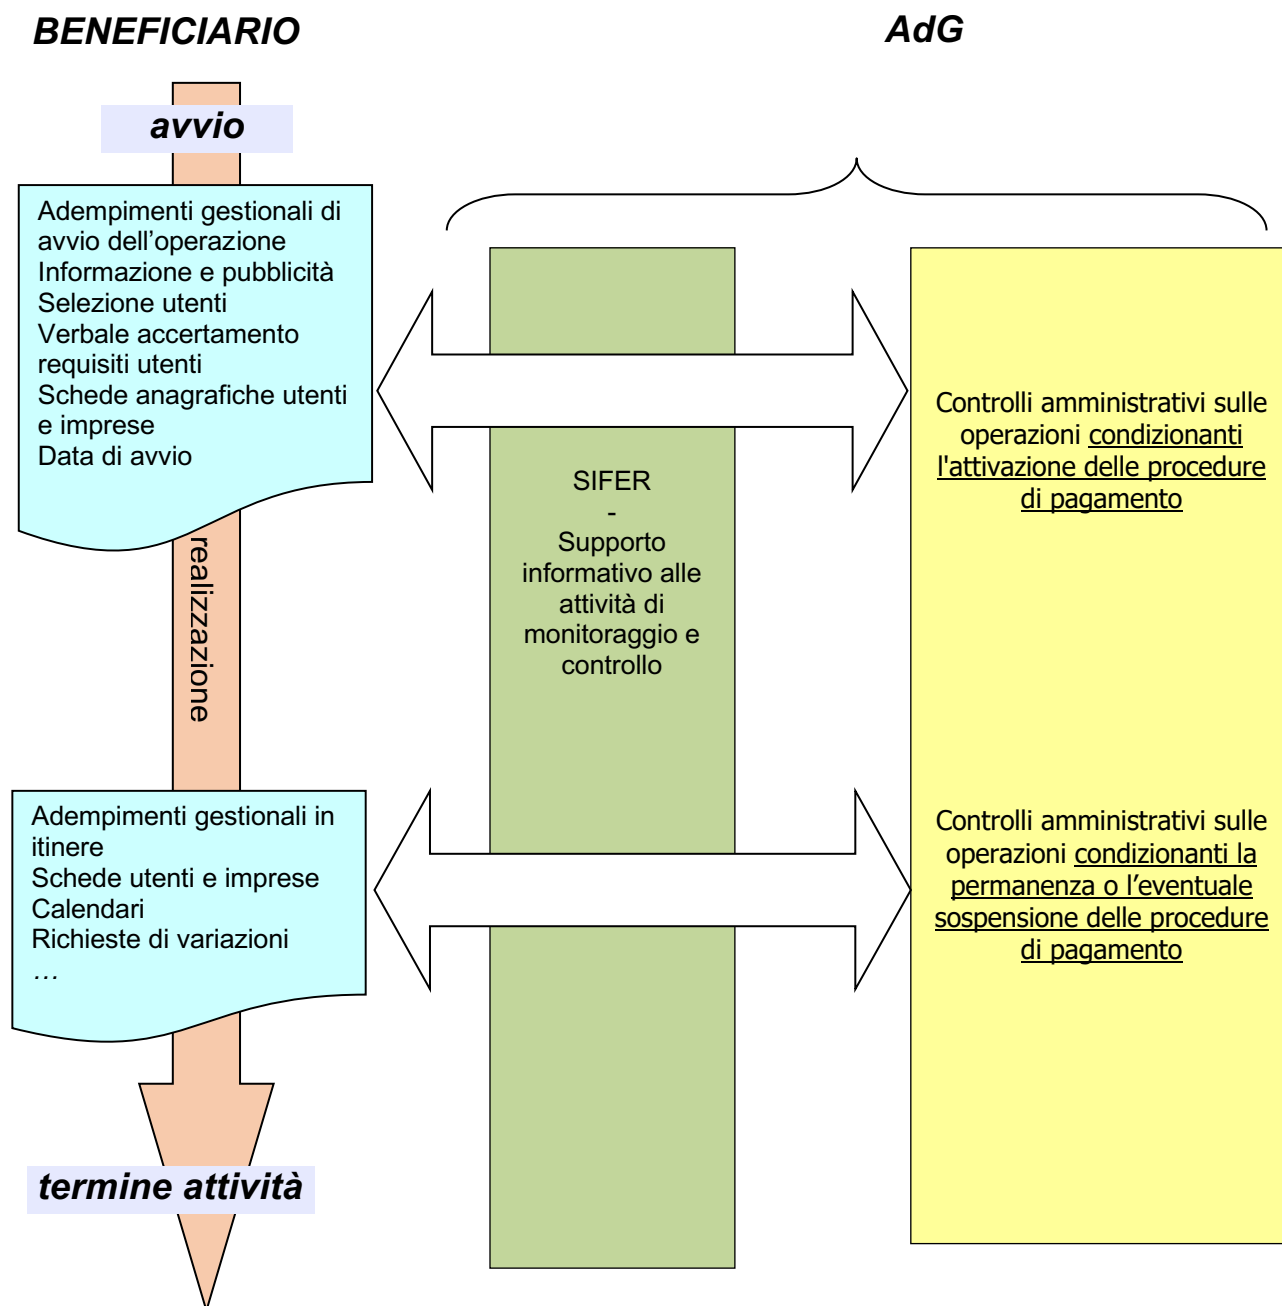 BENEFICIARIO
AdG
avvio
Adempimenti gestionali di
avvio dell’operazione
Informazione e pubblicità
Selezione utenti
Verbale accertamento
requisiti utenti
Schede anagrafiche utenti
e imprese
Data di avvio
realizzazione
Adempimenti gestionali in
itinere
Schede utenti e imprese
Calendari
Richieste di variazioni
…
termine attività
SIFER
-
Supporto
informativo alle
attività di
monitoraggio e
controllo
Controlli amministrativi sulle
operazioni condizionanti
l'attivazione delle procedure
di pagamento
Controlli amministrativi sulle
operazioni condizionanti la
permanenza o l’eventuale
sospensione delle procedure
di pagamento